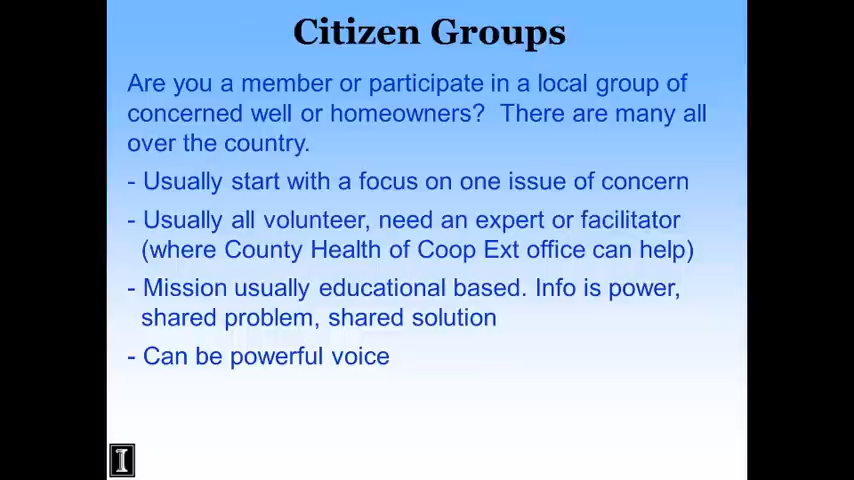 Citizen Groups
Are you a member or participate in a local group of
concerned well or homeowners?  There are many all
over the country.
- Usually start with a focus on one issue of concern
- Usually all volunteer, need an expert or facilitator
(where County Health of Coop Ext office can help)
- Mission usually educational based. Info is power,
shared problem, shared solution
- Can be powerful voice
I